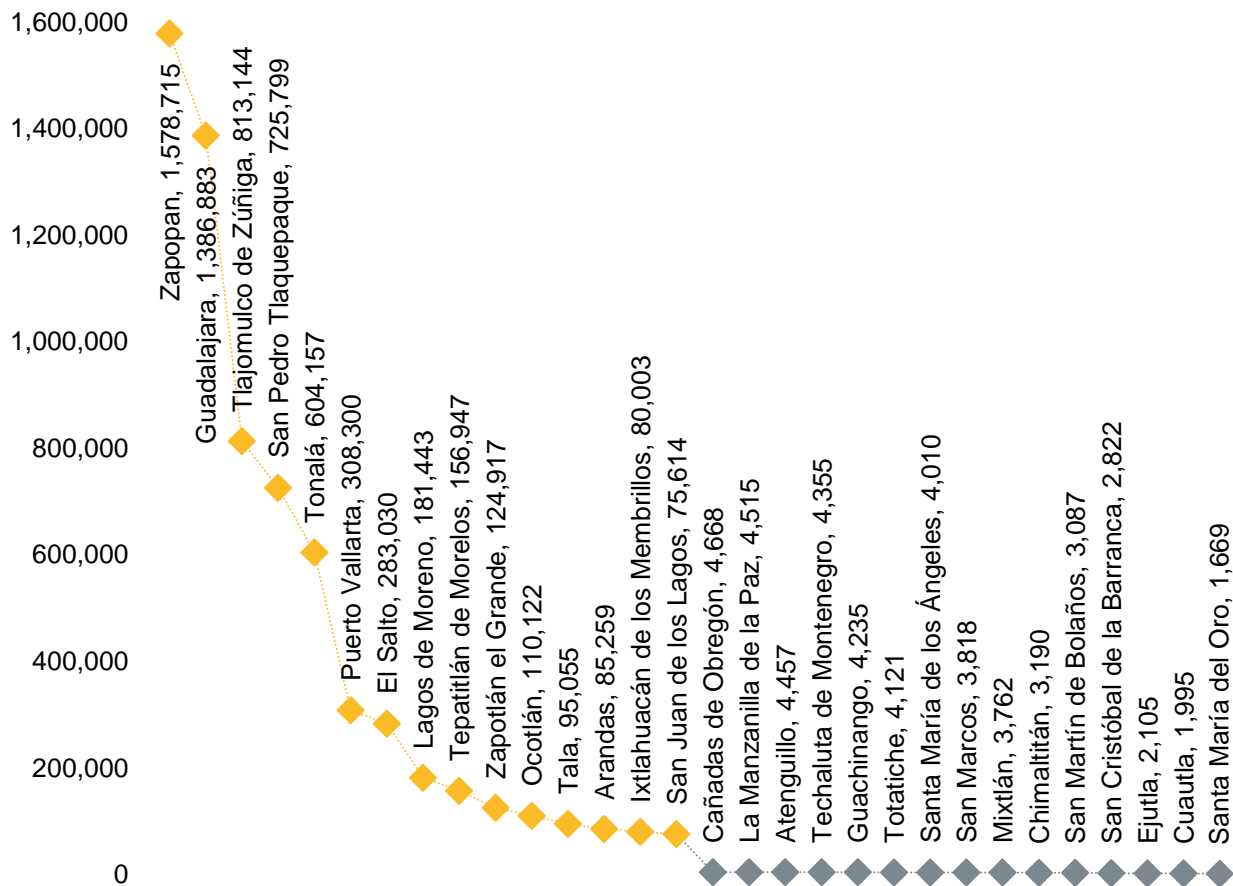 1,600,000
1,400,000
1,200,000
1,000,000
800,000
600,000
400,000
200,000
0
Zapopan, 1,578,715
Guadalajara, 1,386,883
Tlajomulco de Zúñiga, 813,144
San Pedro Tlaquepaque, 725,799
Tonalá, 604,157
Puerto Vallarta, 308,300
El Salto, 283,030
Lagos de Moreno, 181,443
Tepatitlán de Morelos, 156,947
Zapotlán el Grande, 124,917
Ocotlán, 110,122
Tala, 95,055
Arandas, 85,259
Ixtlahuacán de los Membrillos, 80,003
San Juan de los Lagos, 75,614
Cañadas de Obregón, 4,668
La Manzanilla de la Paz, 4,515
Atenguillo, 4,457
Techaluta de Montenegro, 4,355
Guachinango, 4,235
Totatiche, 4,121
Santa María de los Ángeles, 4,010
San Marcos, 3,818
Mixtlán, 3,762
Chimaltitán, 3,190
San Martín de Bolaños, 3,087
San Cristóbal de la Barranca, 2,822
Ejutla, 2,105
Cuautla, 1,995
Santa María del Oro, 1,669